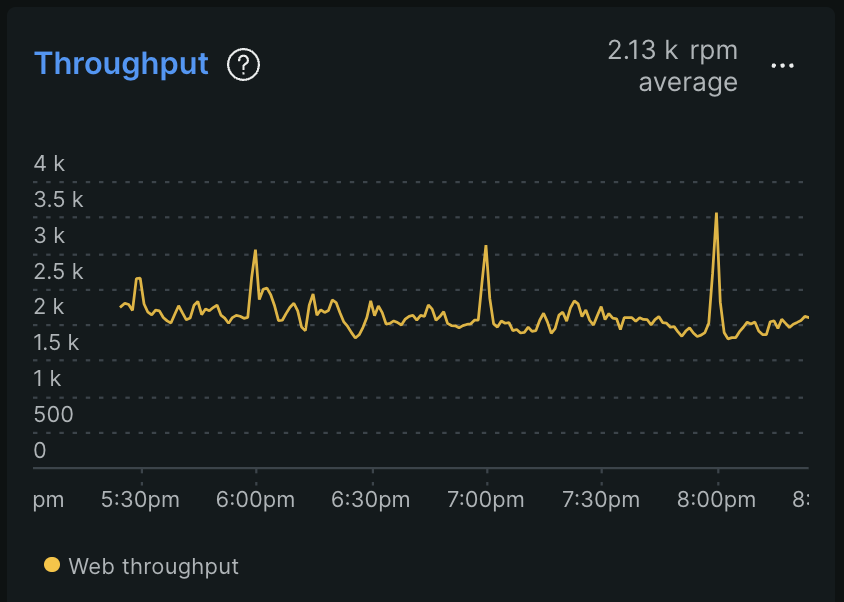 Throughput ?
2.13 k rpm
average
4 k
3.5 k
3 k
2.5 k
2 k
1.5 k
1 k
500
0
pm 5:30pm 6:00pm 6:30pm 7:00pm 7:30pm 8:00pm 8:
Web throughput